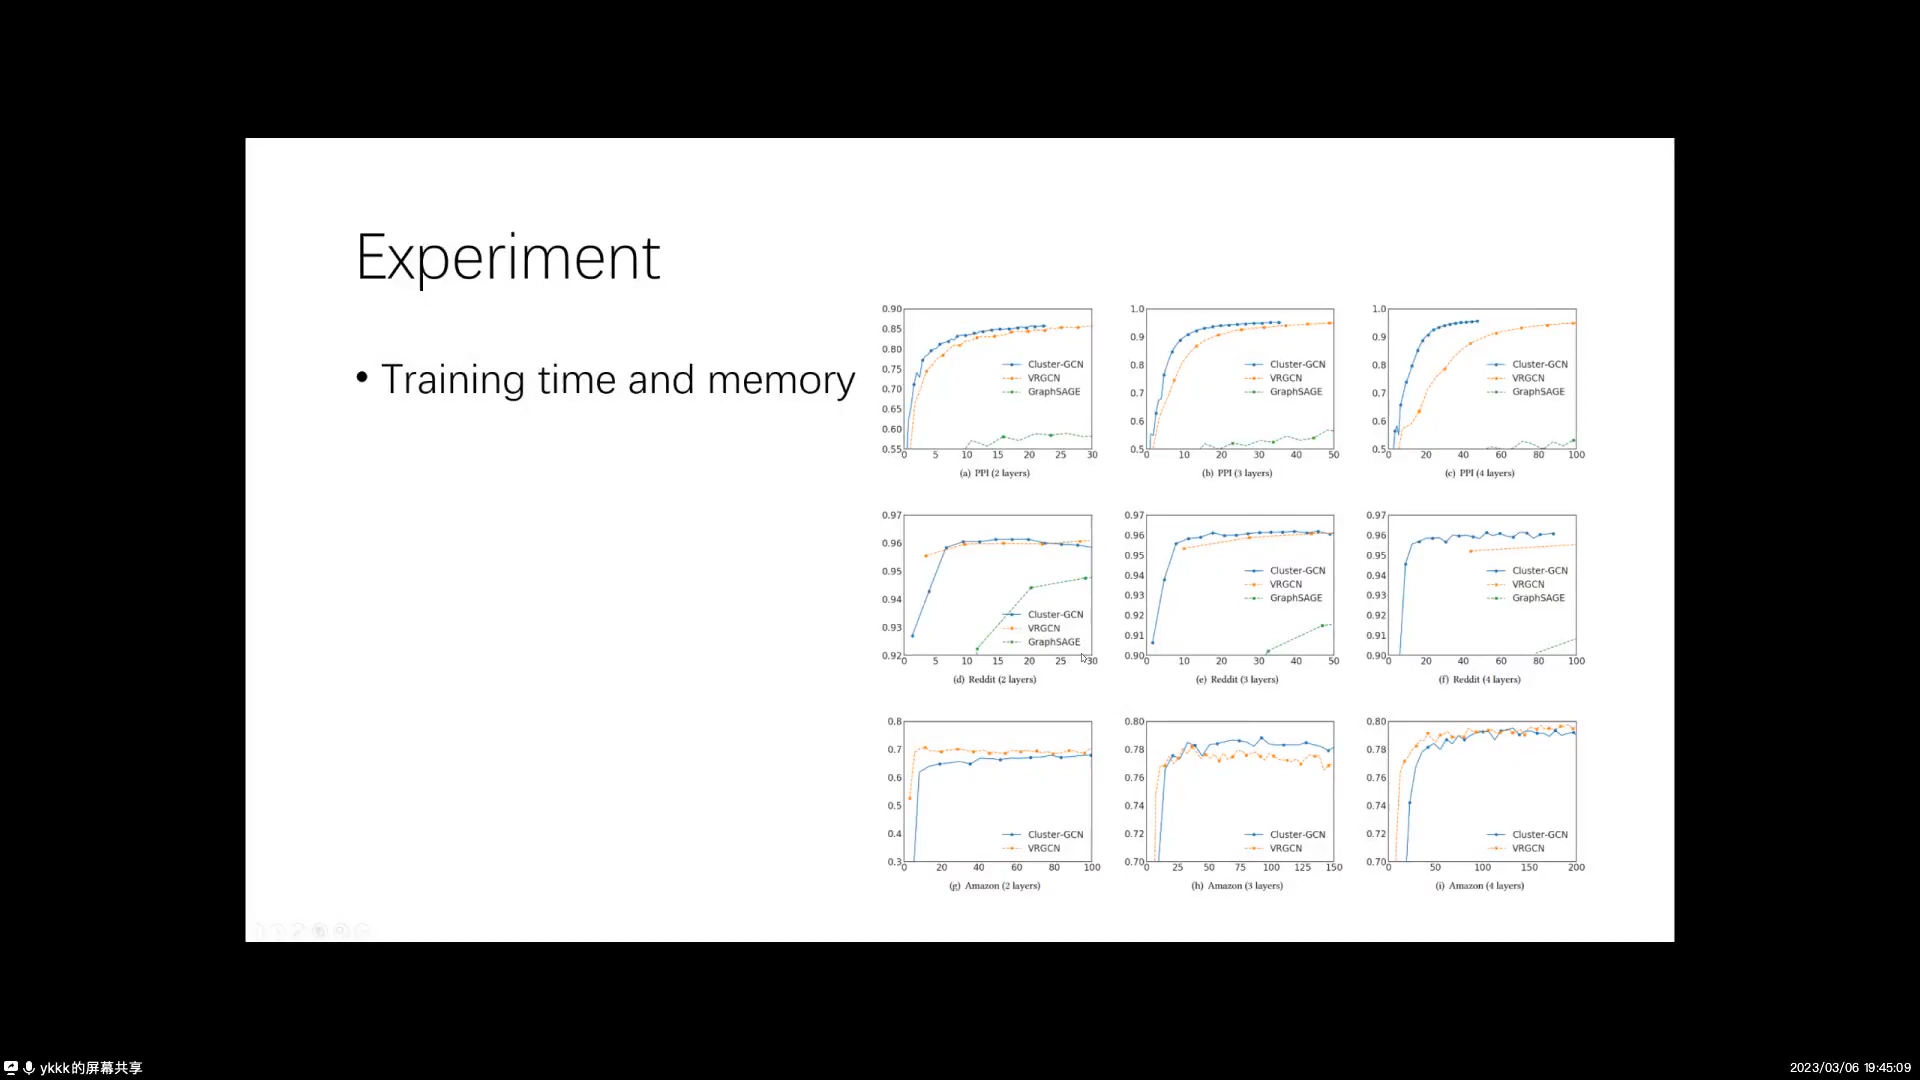 Experiment
• Training time and memory
0.90
0.85
0.80
0.75
0.70
0.65
0.60
0.55
0 5 10 15 20 25 30
Cluster-GCN
VRGCN
GraphSAGE
(a) PPI (2 layers)
1.0
0.9
0.8
0.7
0.6
0.5
0 10 20 30 40 50
Cluster-GCN
VRGCN
GraphSAGE
(b) PPI (3 layers)
1.0
0.9
0.8
0.7
0.6
0.5
0 20 40 60 80 100
Cluster-GCN
VRGCN
GraphSAGE
(c) PPI (4 layers)
0.97
0.96
0.95
0.94
0.93
0.92
0 5 10 15 20 25 30
Cluster-GCN
VRGCN
GraphSAGE
(d) Reddit (2 layers)
0.97
0.96
0.95
0.94
0.93
0.92
0.91
0.90
0 10 20 30 40 50
Cluster-GCN
VRGCN
GraphSAGE
(e) Reddit (3 layers)
0.97
0.96
0.95
0.94
0.93
0.92
0.91
0.90
0 20 40 60 80 100
Cluster-GCN
VRGCN
GraphSAGE
(f) Reddit (4 layers)
0.8
0.7
0.6
0.5
0.4
0.3
0 20 40 60 80 100
Cluster-GCN
VRGCN
(g) Amazon (2 layers)
0.80
0.78
0.76
0.74
0.72
0.70
0 25 50 75 100 125 150
Cluster-GCN
VRGCN
(h) Amazon (3 layers)
0.80
0.78
0.76
0.74
0.72
0.70
0 50 100 150 200
Cluster-GCN
VRGCN
(i) Amazon (4 layers)
ykkk的屏幕共享
2023/03/06 19:45:09